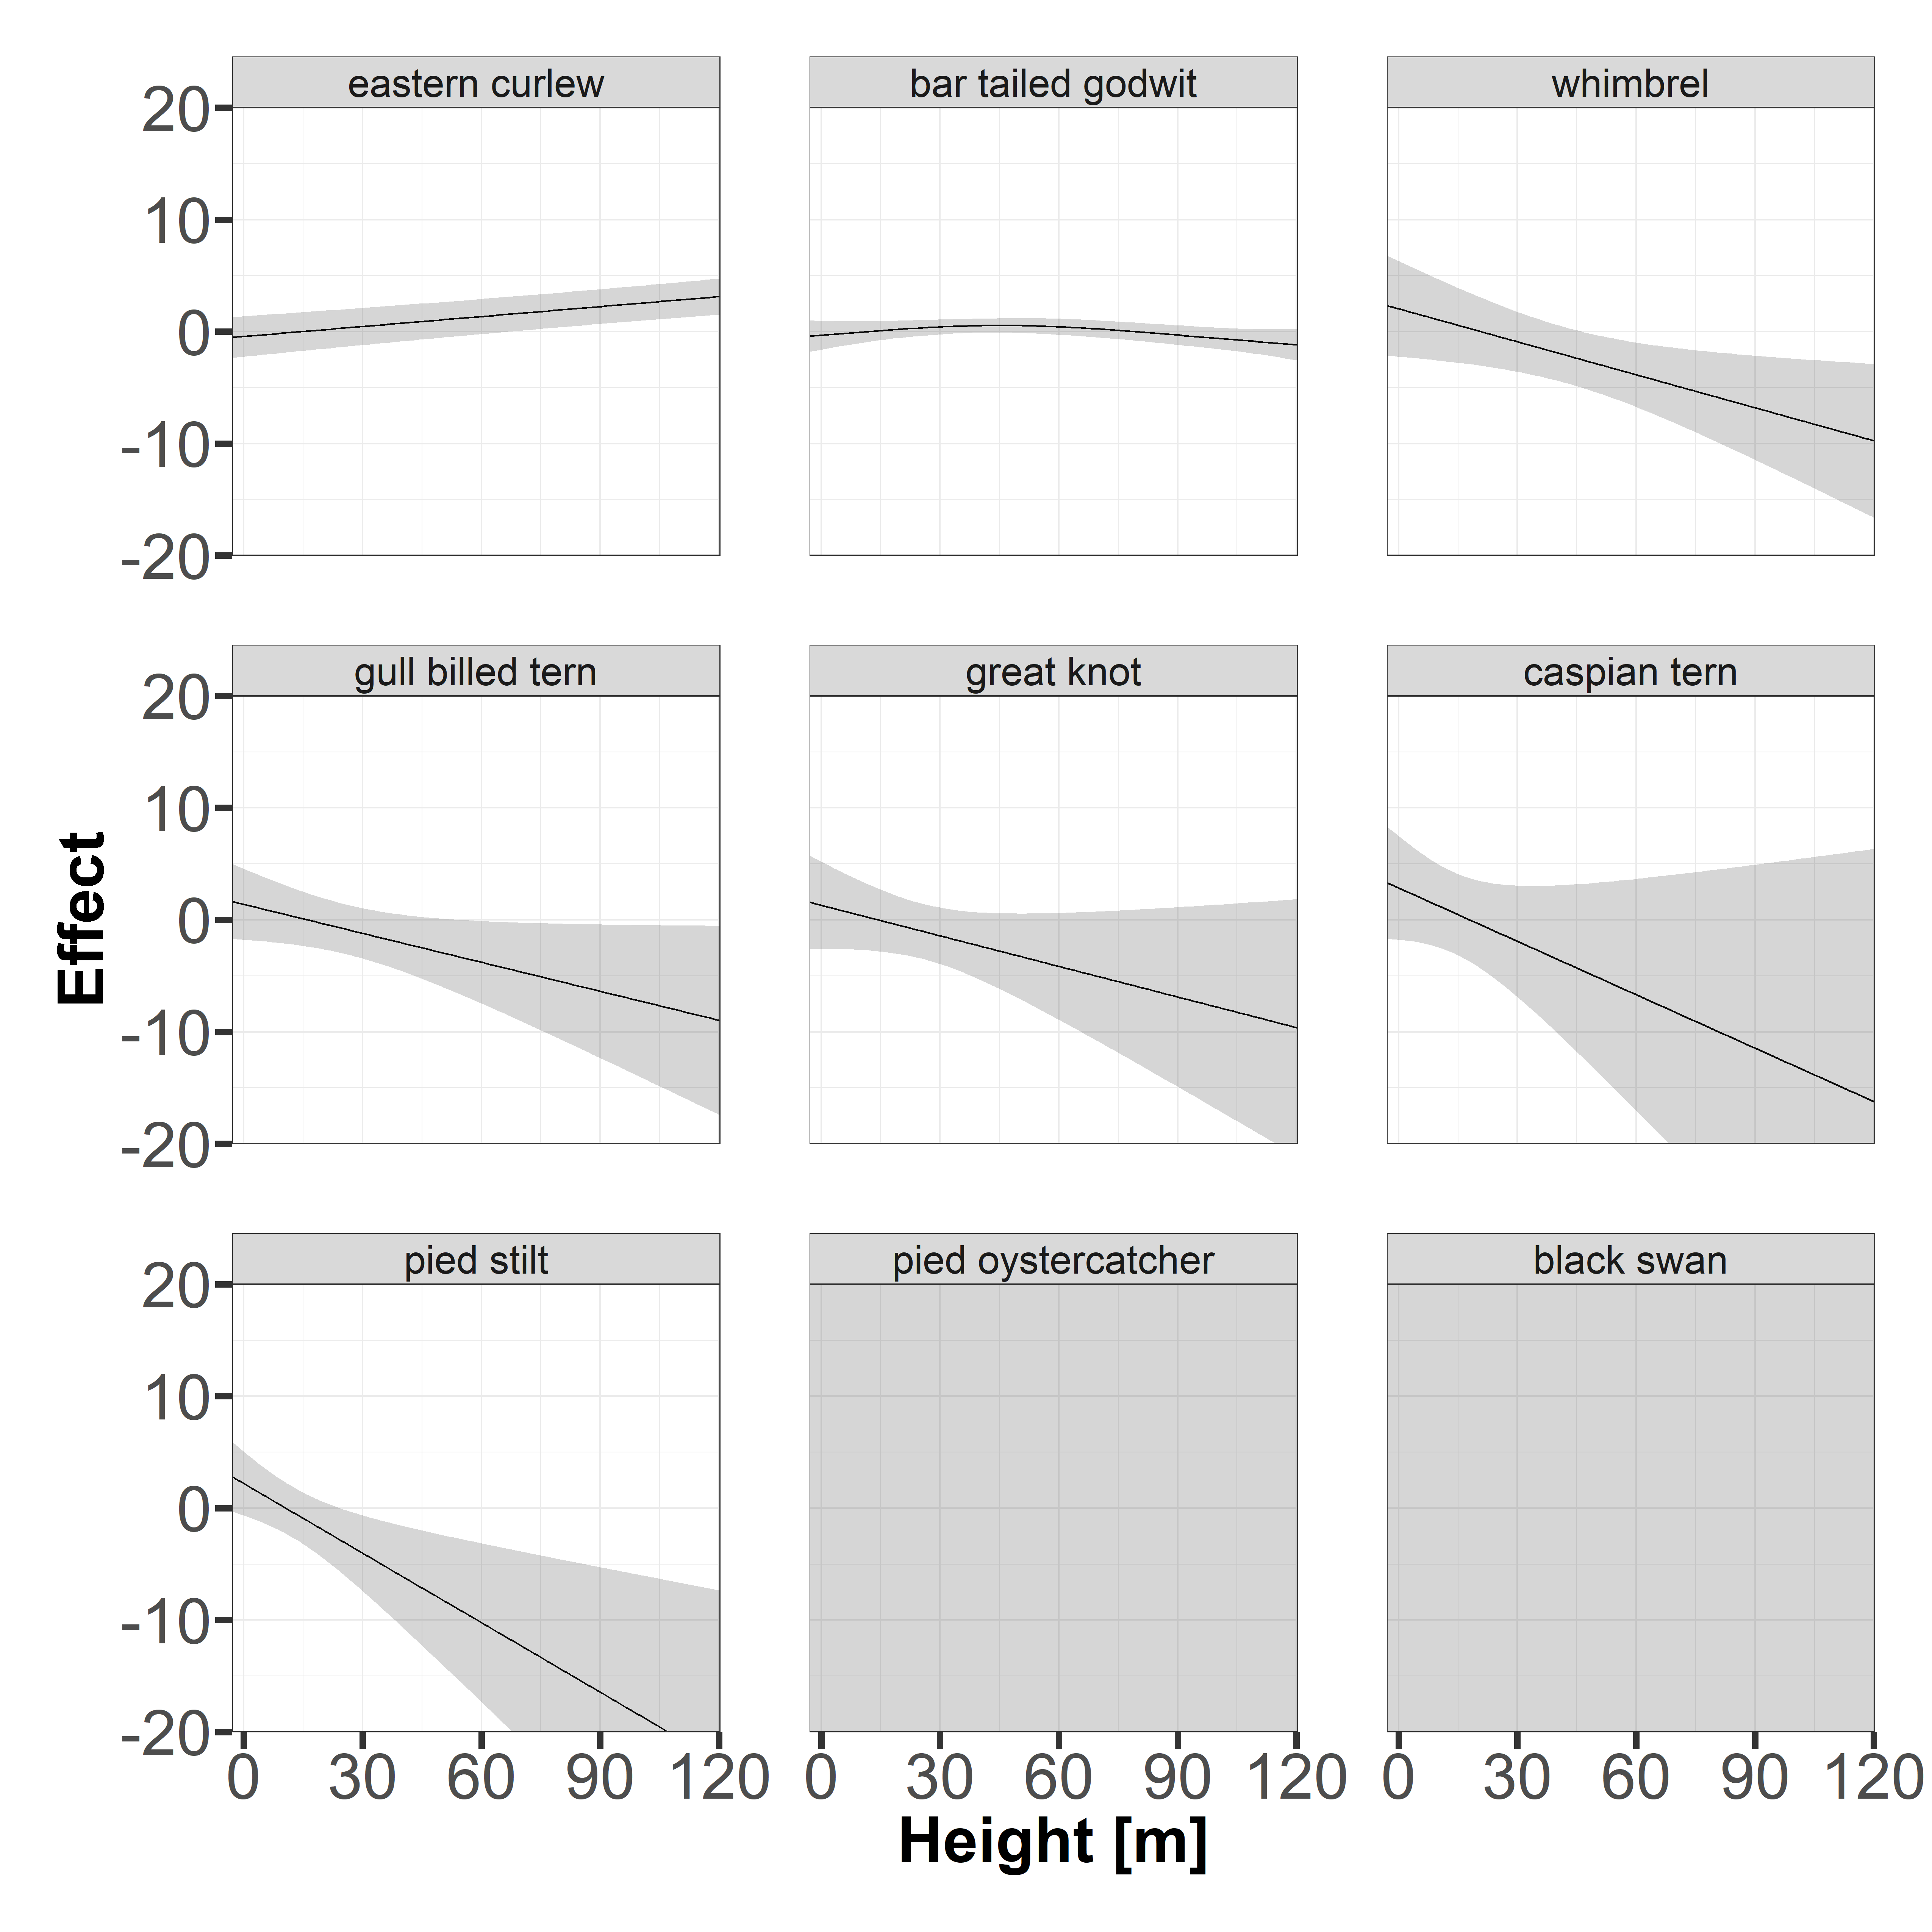 eastern curlew bar tailed godwit whimbrel
20
10
0
-10
-20
gull billed tern great knot caspian tern
20
10
0
-10
-20
Effect
pied stilt pied oystercatcher black swan
20
10
0
-10
-20
0 30 60 90 120 0 30 60 90 120 0 30 60 90 120
Height [m]